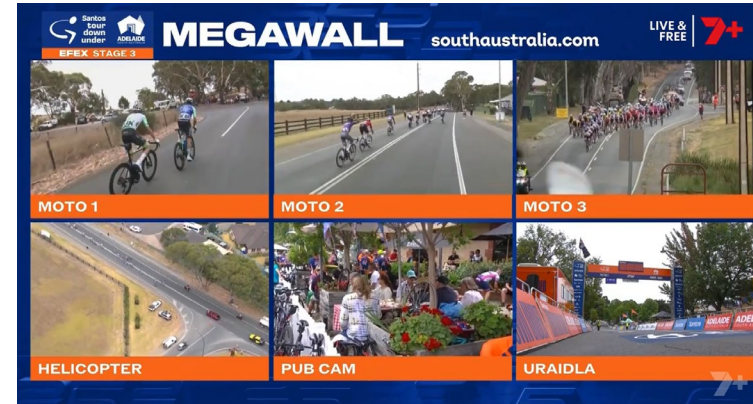 Santos
tour
down
under
ADELAIDE
EFEX STAGE 3
MEGAWALL
southaustralia.com
LIVE &
FREE
7+
MOTO 1
MOTO 2
MOTO 3
HELICOPTER
PUB CAM
URAIDLA
ADELAIDE
7+